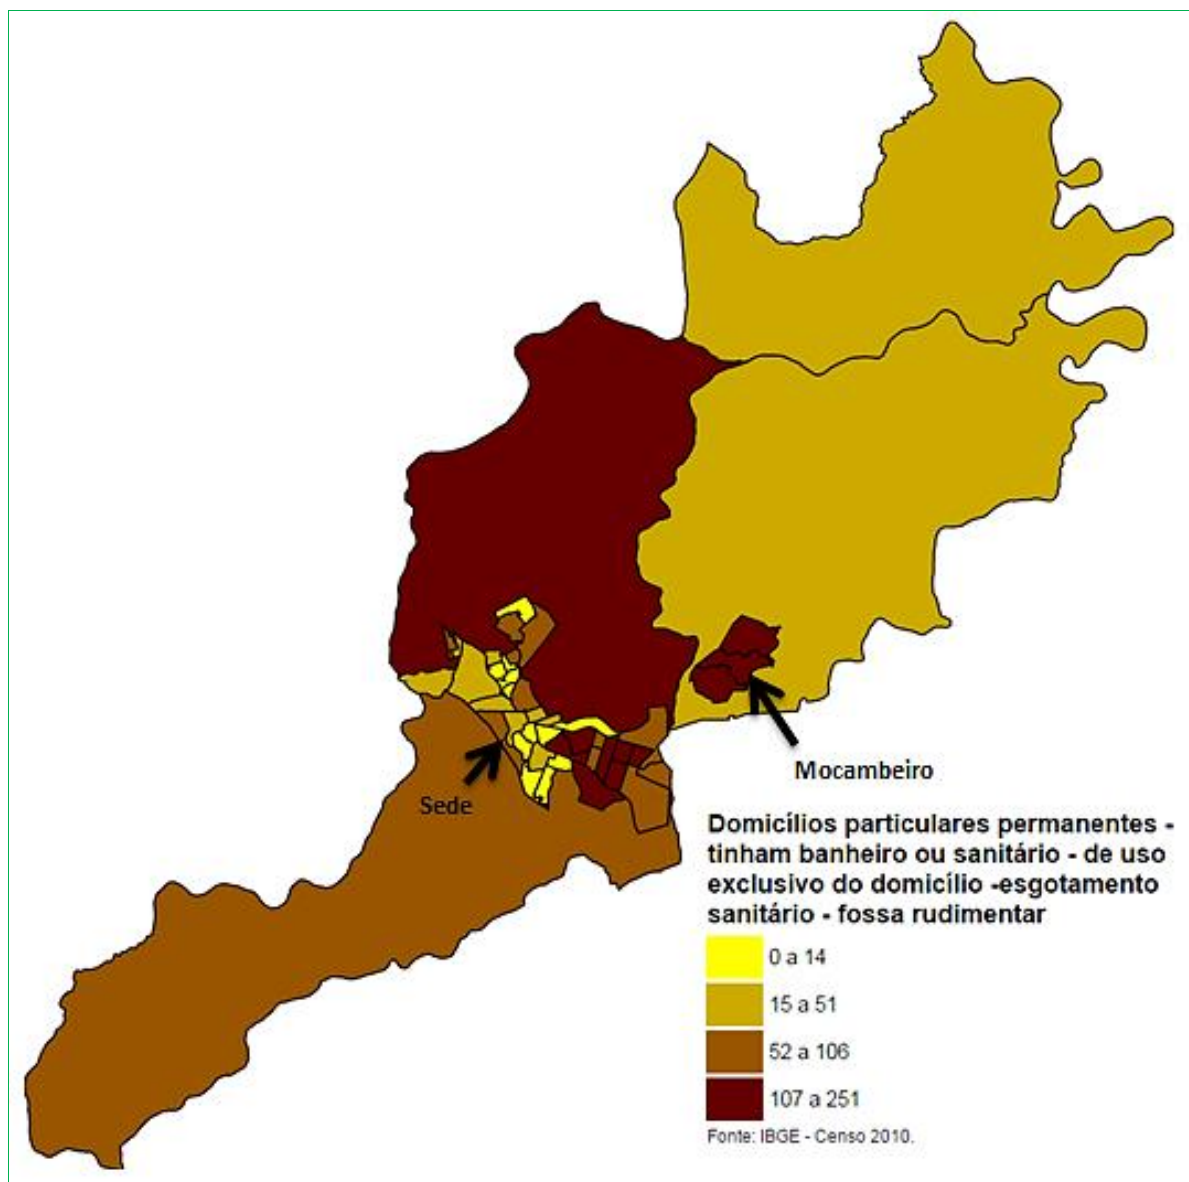 Mocambeiro
Sede
Domicílios particulares permanentes -
tinham banheiro ou sanitário - de uso
exclusivo do domicílio -esgotamento
sanitário - fossa rudimentar
0 a 14
15 a 51
52 a 106
107 a 251
Fonte: IBGE - Censo 2010.